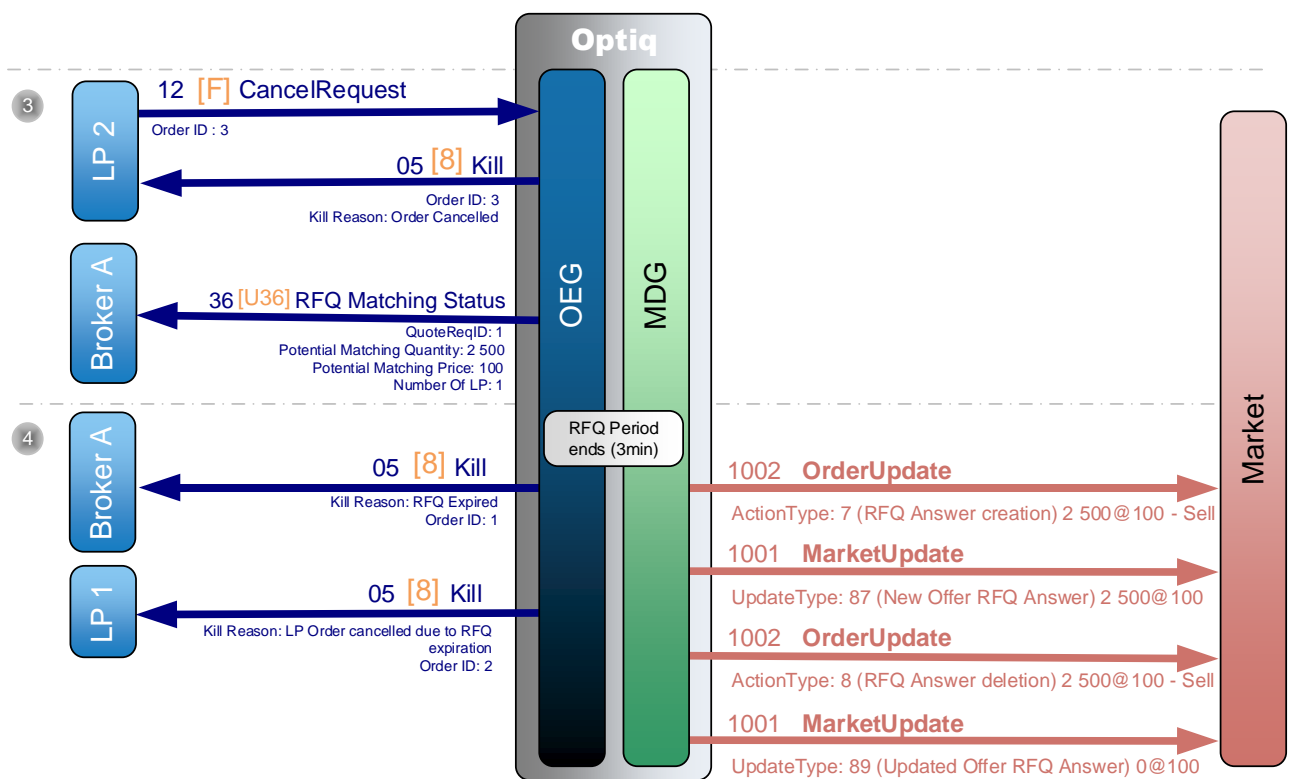 Optiq
3
LP 2
12 [F] CancelRequest
Order ID : 3
05 [8] Kill
Order ID: 3
Kill Reason: Order Cancelled
Broker A
36 [U36] RFQ Matching Status
QuoteReqID: 1
Potential Matching Quantity: 2 500
Potential Matching Price: 100
Number Of LP: 1
OEG
MDG
Market
4
RFQ Period
ends (3min)
Broker A
05 [8] Kill
Kill Reason: RFQ Expired
Order ID: 1
LP 1
05 [8] Kill
Kill Reason: LP Order cancelled due to RFQ
expiration
Order ID: 2
1002 OrderUpdate
ActionType: 7 (RFQ Answer creation) 2 500@100 - Sell
1001 MarketUpdate
UpdateType: 87 (New Offer RFQ Answer) 2 500@100
1002 OrderUpdate
ActionType: 8 (RFQ Answer deletion) 2 500@100 - Sell
1001 MarketUpdate
UpdateType: 89 (Updated Offer RFQ Answer) 0@100